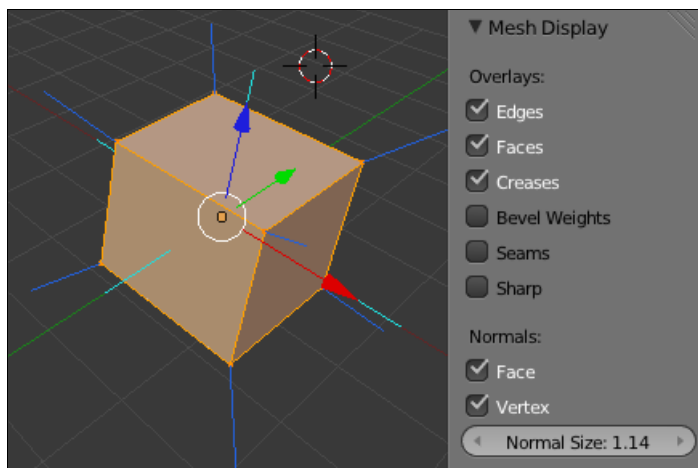 Mesh Display
Overlays:
Edges
Faces
Creases
Bevel Weights
Seams
Sharp
Normals:
Face
Vertex
Normal Size: 1.14